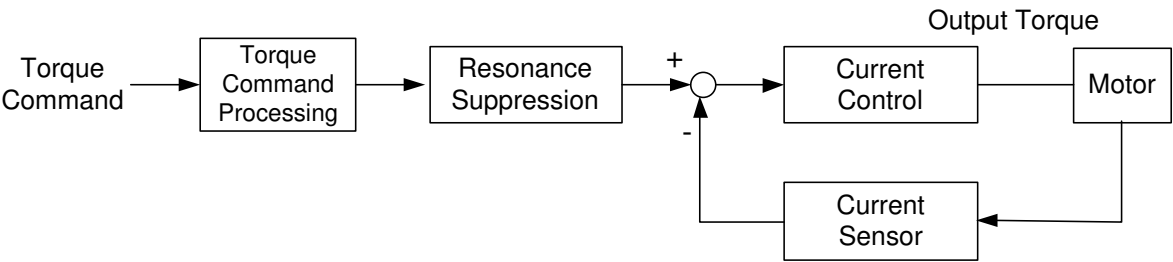 Output Torque
Torque
Command
Torque
Command
Processing
Resonance
Suppression
+
-
Current
Control
Motor
Current
Sensor